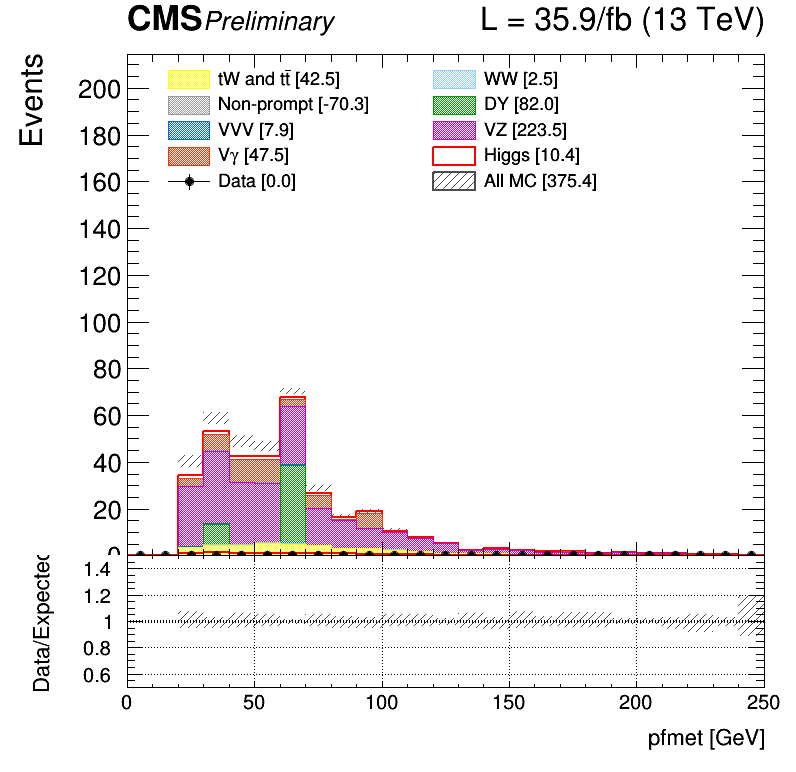 CMS Preliminary L = 35.9/fb (13 TeV)
Events
200
180
160
140
120
100
80
60
40
20
0
tW and tt̄ [42.5]
Non-prompt [-70.3]
VVV [7.9]
Vγ [47.5]
Data [0.0]
WW [2.5]
DY [82.0]
VZ [223.5]
Higgs [10.4]
All MC [375.4]
Data/Expected
1.4
1.2
1
0.8
0.6
0 50 100 150 200 250
pfmet [GeV]